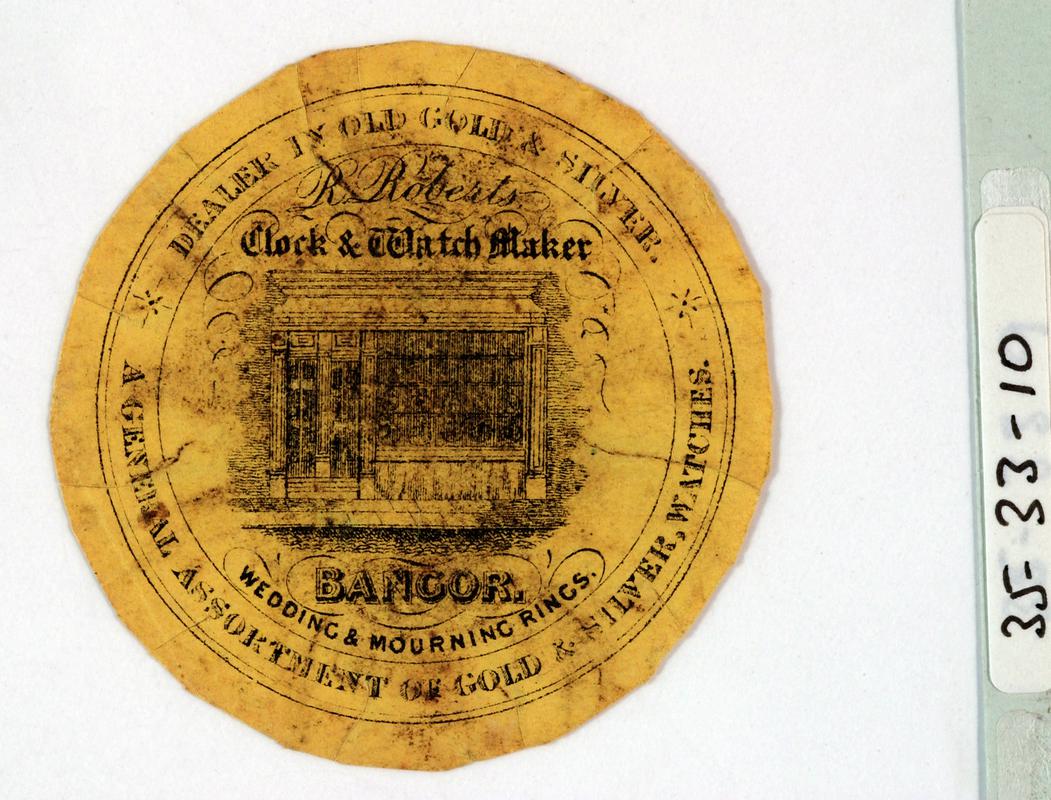 DEALER IN OLD GOLD & SILVER.
R. Roberts
Clock & Watch Maker
BANGOR.
WEDDING & MOURNING RINGS.
A GENERAL ASSORTMENT OF GOLD & SILVER, WATCHES.
35-33-10